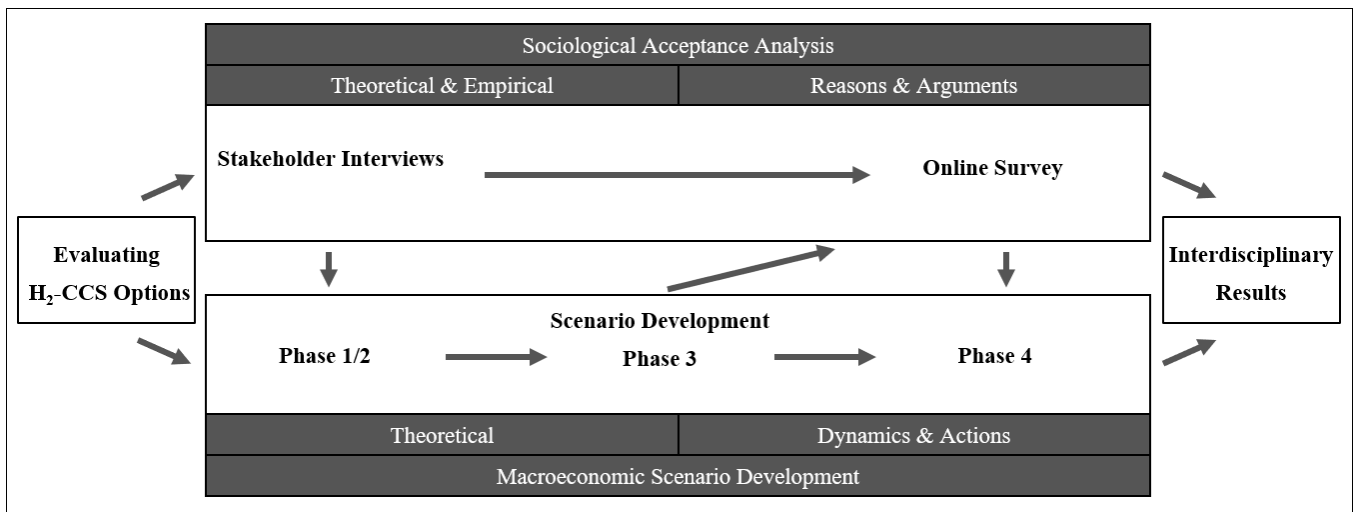 Sociological Acceptance Analysis
Theoretical & Empirical
Reasons & Arguments
Stakeholder Interviews
Online Survey
Evaluating
H₂-CCS Options
Interdisciplinary
Results
Scenario Development
Phase 1/2
Phase 3
Phase 4
Theoretical
Dynamics & Actions
Macroeconomic Scenario Development